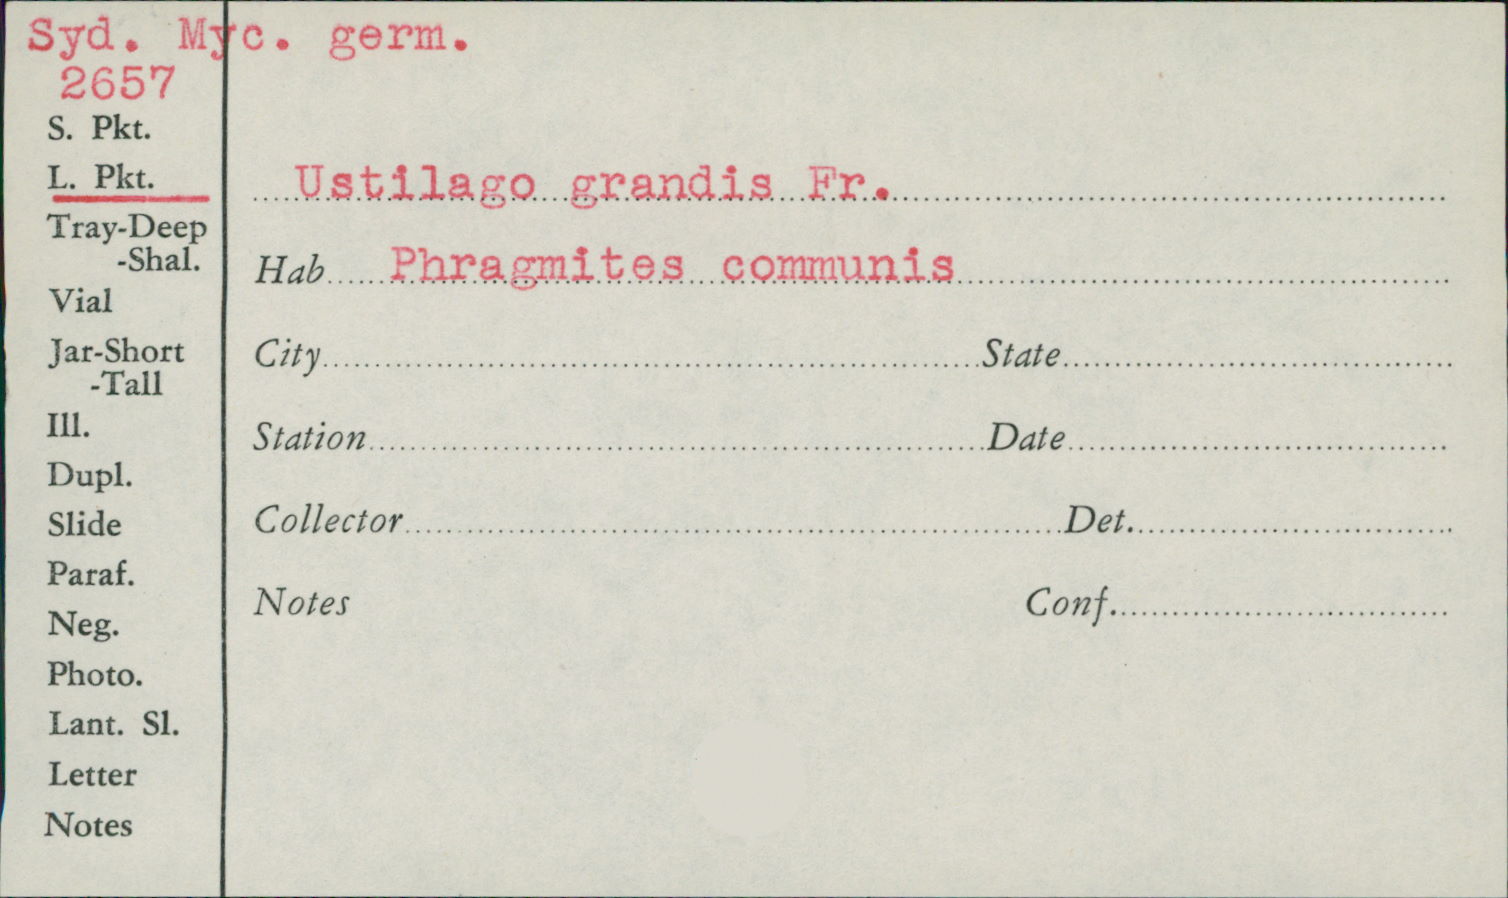 Syd. Myc. germ.
2657
S. Pkt.
L. Pkt.
Tray-Deep
-Shal.
Vial
Jar-Short
-Tall
Ill.
Dupl.
Slide
Paraf.
Neg.
Photo.
Lant. Sl.
Letter
Notes
Ustilago grandis Fr.
Hab. Phragmites communis
City State
Station Date
Collector Det.
Notes Conf.